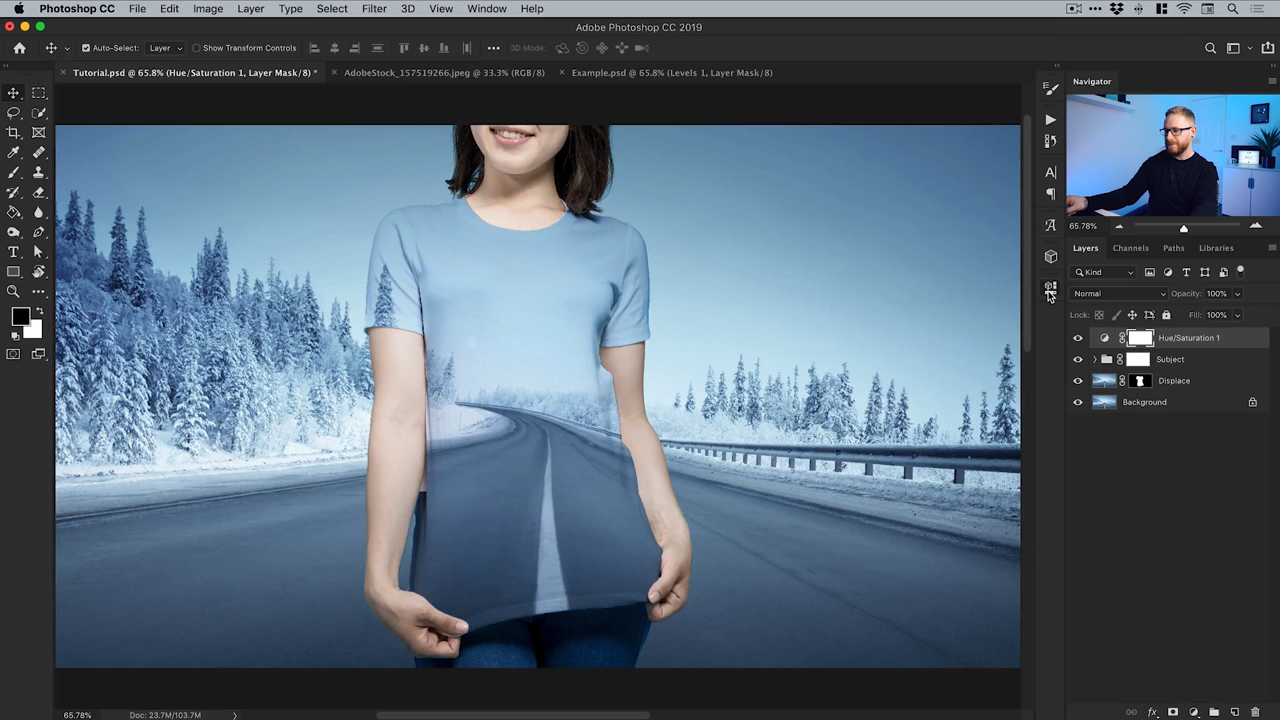 Photoshop CC File Edit Image Layer Type Select Filter 3D View Window Help
Adobe Photoshop CC 2019
Auto-Select: Layer Show Transform Controls 3D Mode:
Tutorial.psd @ 65.8% (Hue/Saturation 1, Layer Mask/8) * AdobeStock_157519266.jpeg @ 33.3% (RGB/8) Example.psd @ 65.8% (Levels 1, Layer Mask/8)
Navigator
65.78%
Layers Channels Paths Libraries
Kind
Normal Opacity: 100%
Lock: Fill: 100%
Hue/Saturation 1
Subject
Displace
Background
65.78% Doc: 23.7M/103.7M